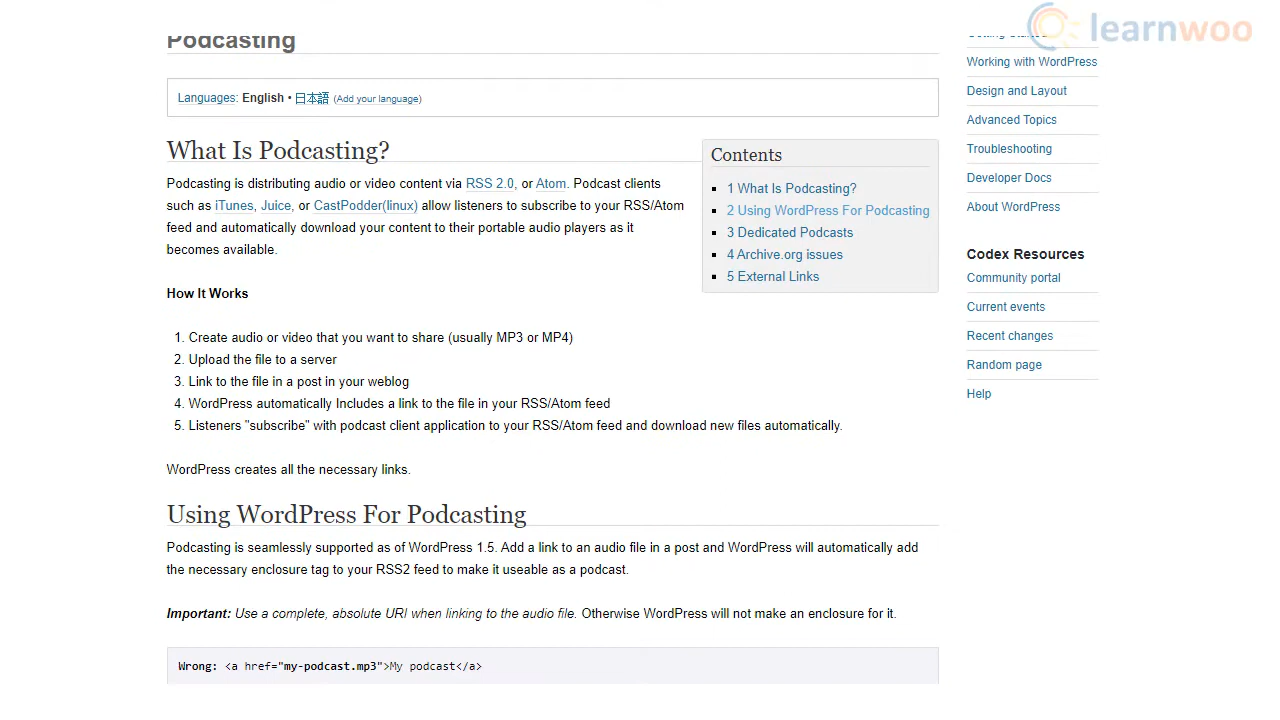 learnwoo
Podcasting
Languages: English • 日本語 (Add your language)
What Is Podcasting?
Podcasting is distributing audio or video content via RSS 2.0, or Atom. Podcast clients
such as iTunes, Juice, or CastPodder(linux) allow listeners to subscribe to your RSS/Atom
feed and automatically download your content to their portable audio players as it
becomes available.
Contents
1 What Is Podcasting?
2 Using WordPress For Podcasting
3 Dedicated Podcasts
4 Archive.org issues
5 External Links
How It Works
1. Create audio or video that you want to share (usually MP3 or MP4)
2. Upload the file to a server
3. Link to the file in a post in your weblog
4. WordPress automatically Includes a link to the file in your RSS/Atom feed
5. Listeners "subscribe" with podcast client application to your RSS/Atom feed and download new files automatically.
WordPress creates all the necessary links.
Using WordPress For Podcasting
Podcasting is seamlessly supported as of WordPress 1.5. Add a link to an audio file in a post and WordPress will automatically add
the necessary enclosure tag to your RSS2 feed to make it useable as a podcast.
Important: Use a complete, absolute URI when linking to the audio file. Otherwise WordPress will not make an enclosure for it.
Wrong: <a href="my-podcast.mp3">My podcast</a>
Working with WordPress
Design and Layout
Advanced Topics
Troubleshooting
Developer Docs
About WordPress
Codex Resources
Community portal
Current events
Recent changes
Random page
Help